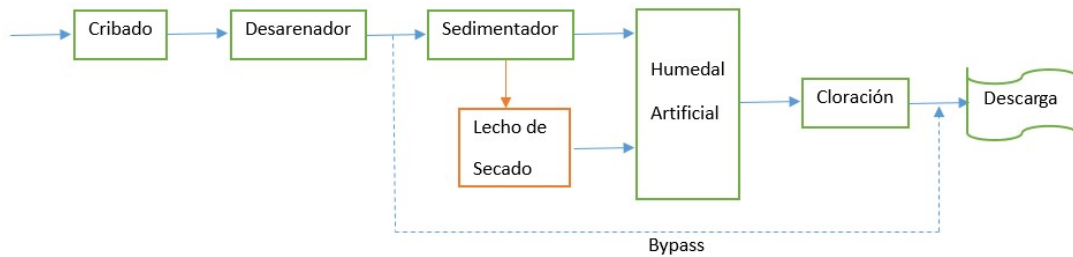 Cribado
Desarenador
Sedimentador
Lecho de
Secado
Humedal
Artificial
Cloración
Descarga
Bypass